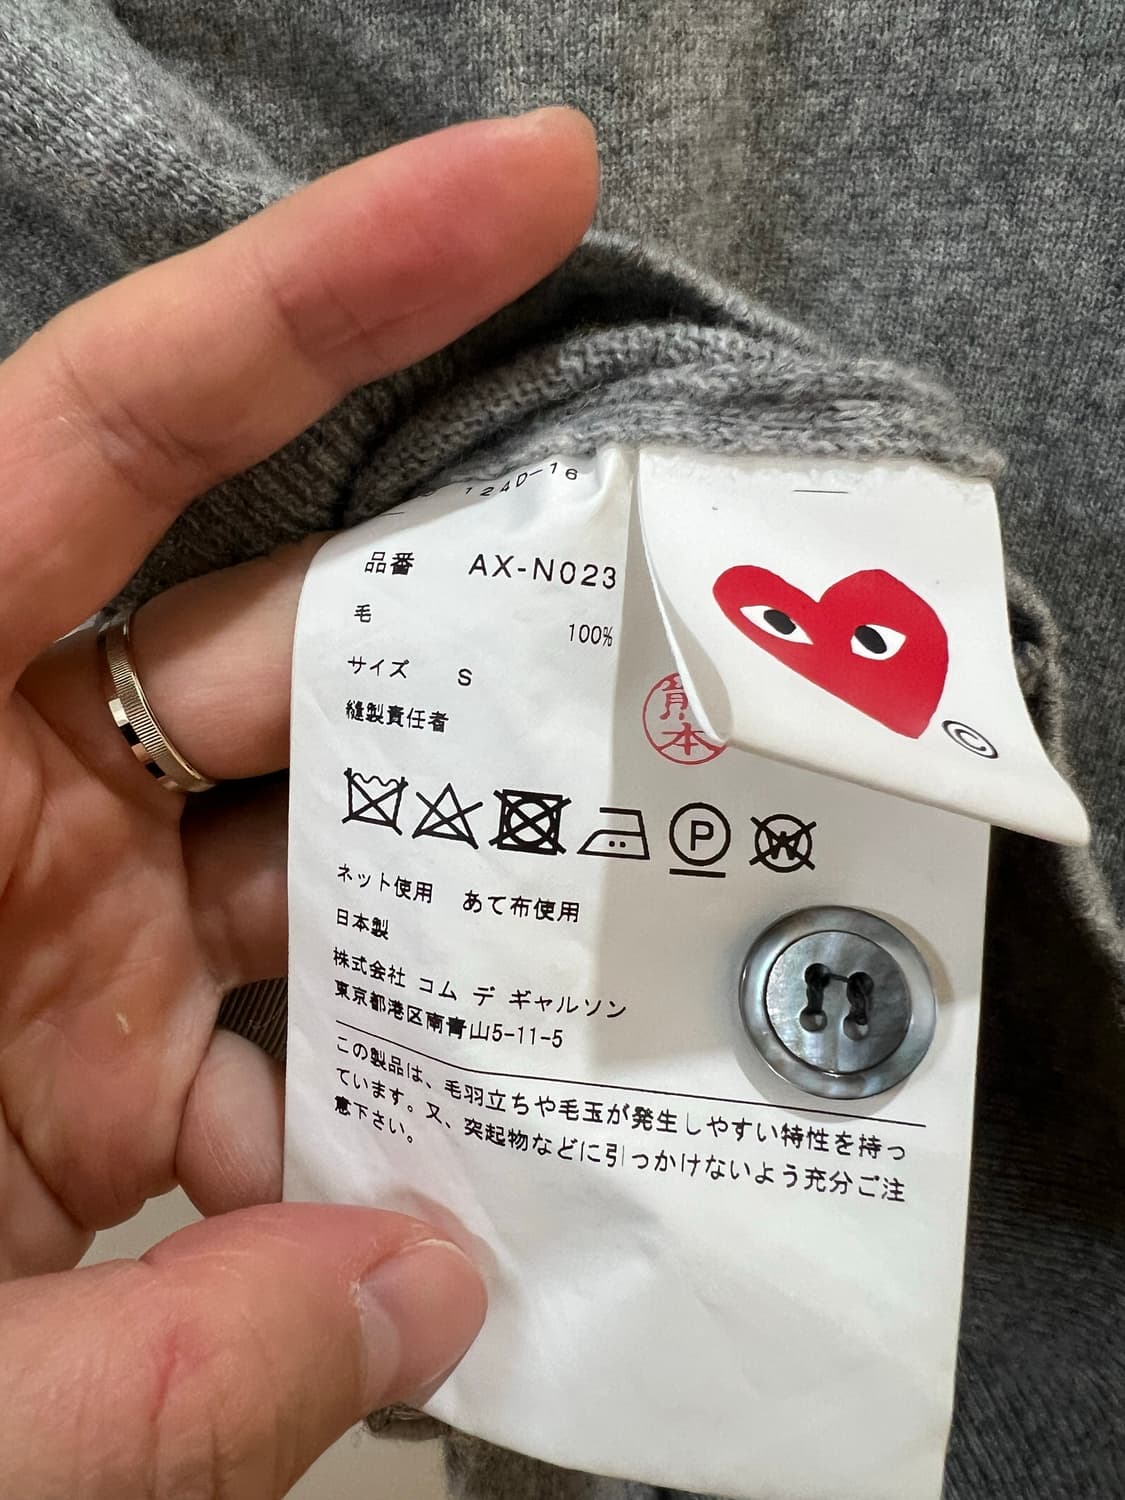 124D-16
品番 AX-N023
毛 100%
サイズ S
縫製責任者
本
P
W
ネット使用 あて布使用
日本製
株式会社 コム デ ギャルソン
東京都港区南青山5-11-5
この製品は、毛羽立ちや毛玉が発生しやすい特性を持っ
ています。又、突起物などに引っかけないよう充分ご注
意下さい。
©